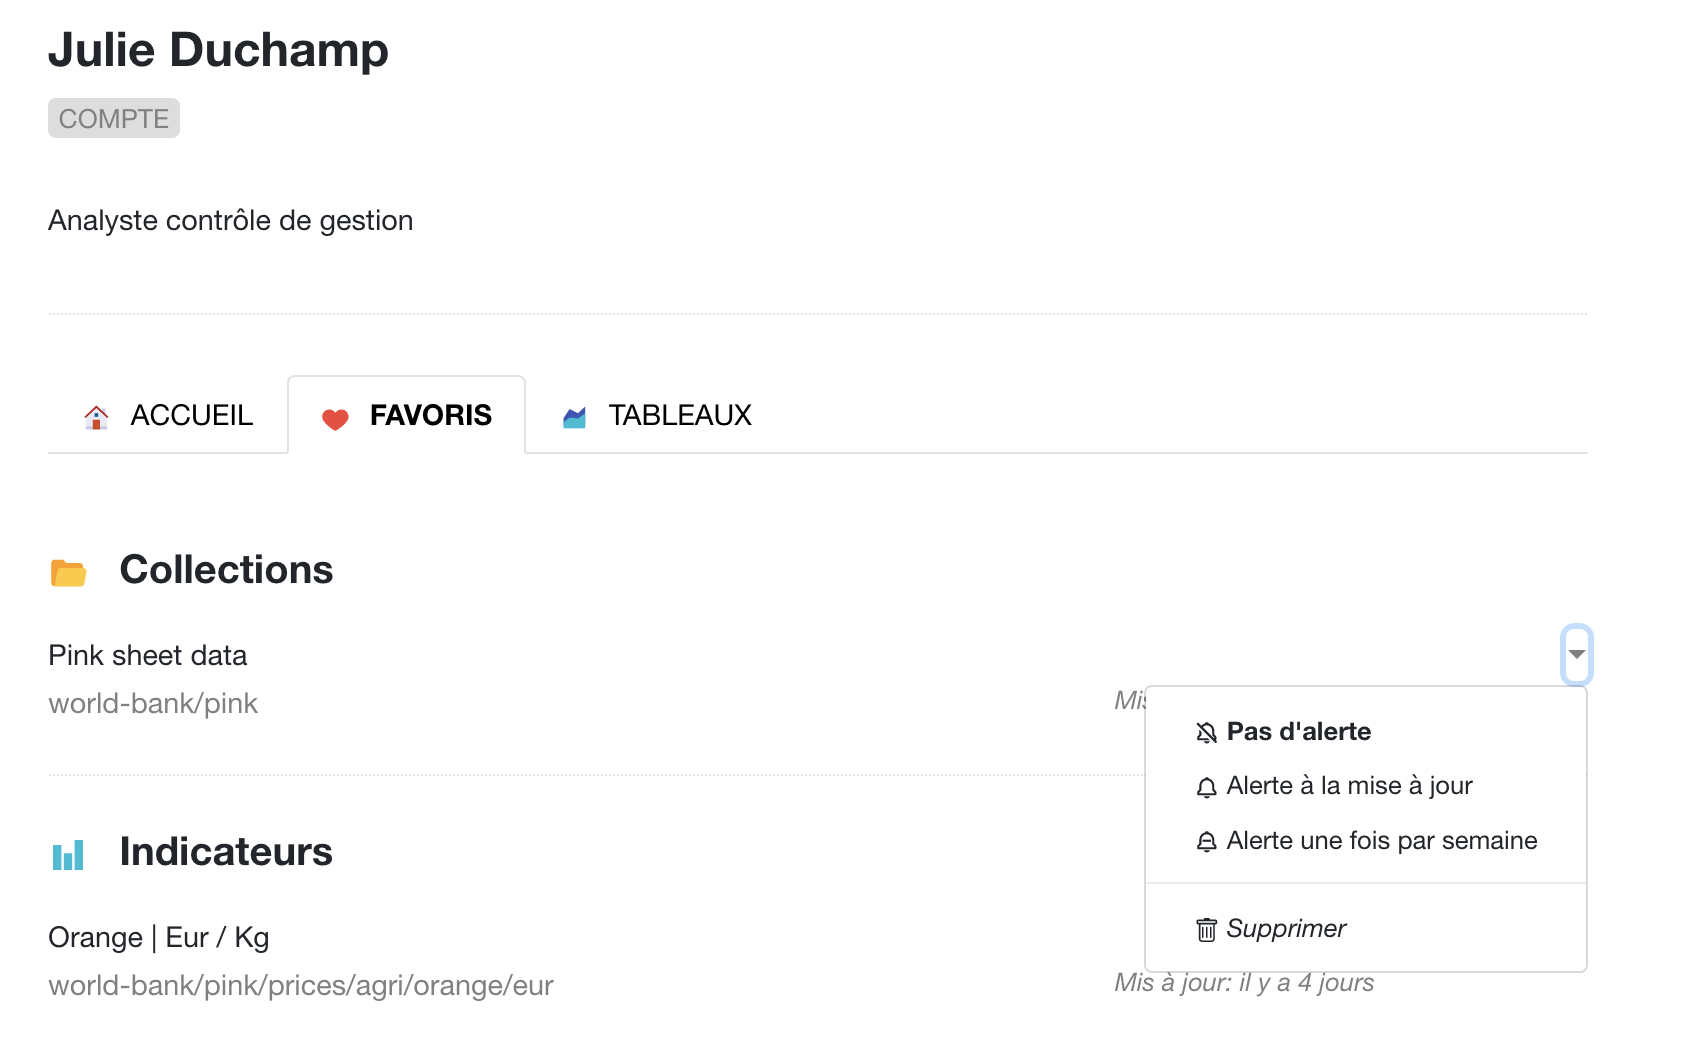 Julie Duchamp
COMPTE
Analyste contrôle de gestion
ACCUEIL
FAVORIS
TABLEAUX
Collections
Pink sheet data
world-bank/pink
Pas d'alerte
Alerte à la mise à jour
Alerte une fois par semaine
Supprimer
Indicateurs
Orange | Eur / Kg
world-bank/pink/prices/agri/orange/eur
Mis à jour: il y a 4 jours